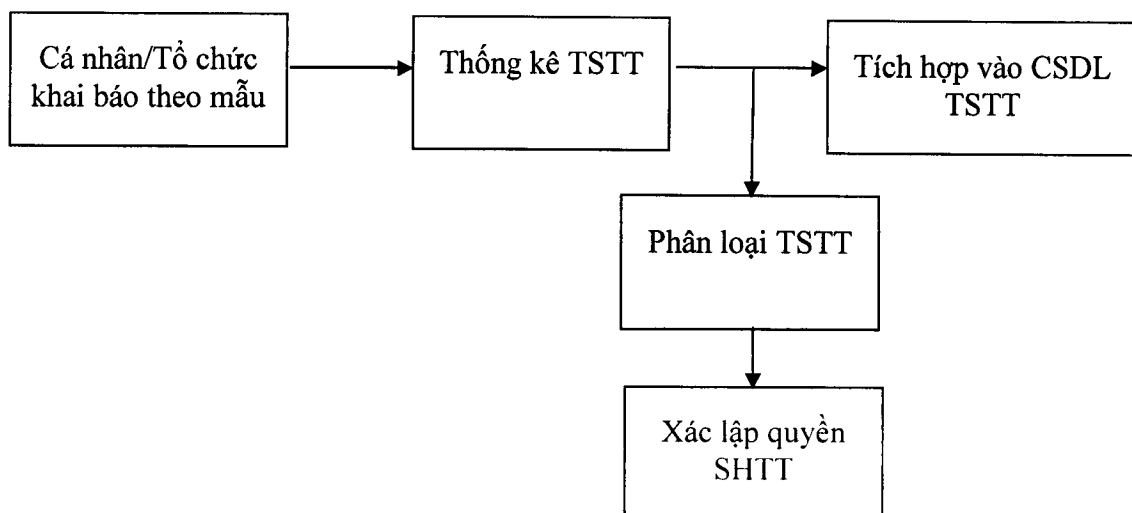 Cá nhân/Tổ chức
khai báo theo mẫu
Thống kê TSTT
Tích hợp vào CSDL
TSTT
Phân loại TSTT
Xác lập quyền
SHTT